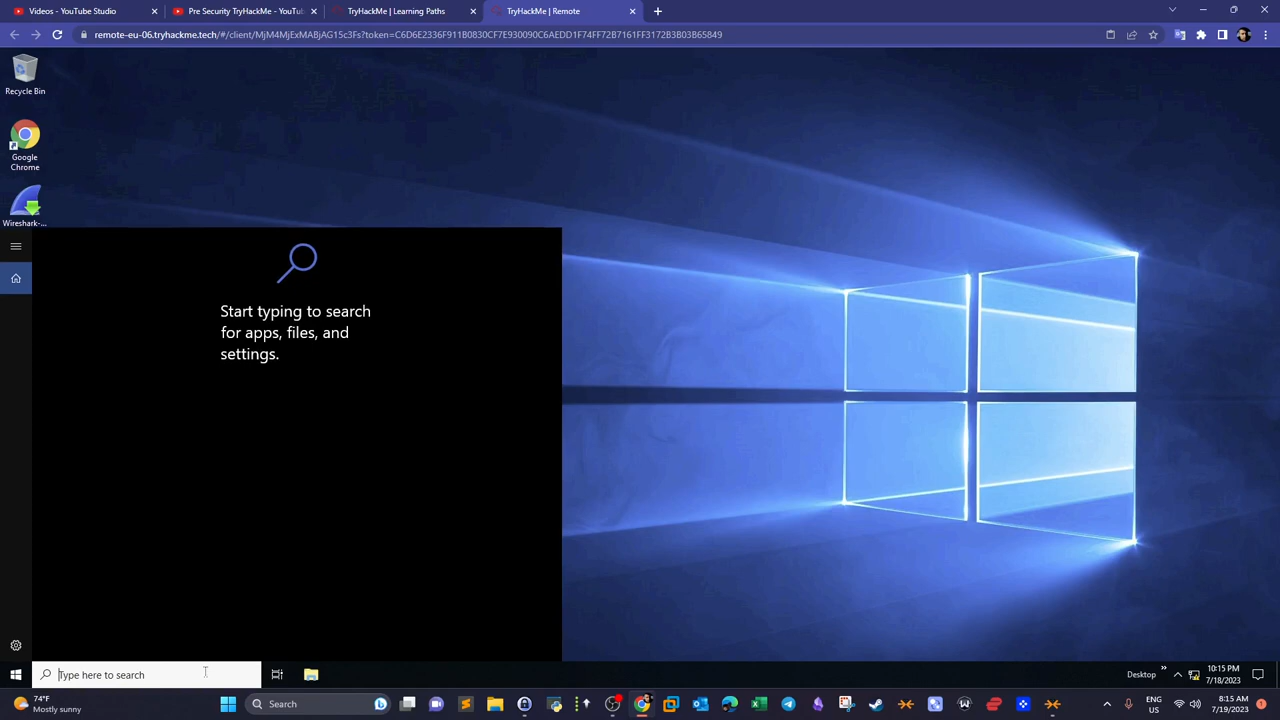 Videos - YouTube Studio
Pre Security TryHackMe - YouTub
TryHackMe | Learning Paths
TryHackMe | Remote
remote-eu-06.tryhackme.tech/#/client/MjM4MjExMABjAG15c3Fs?token=C6D6E2336F911B0830CF7E930090C6AEDD1F74FF72B7161FF3172B3B03B65849
Recycle Bin
Google
Chrome
Wireshark-...
Start typing to search
for apps, files, and
settings.
Type here to search
Desktop
10:15 PM
7/18/2023
74°F
Mostly sunny
Search
ENG
US
8:15 AM
7/19/2023